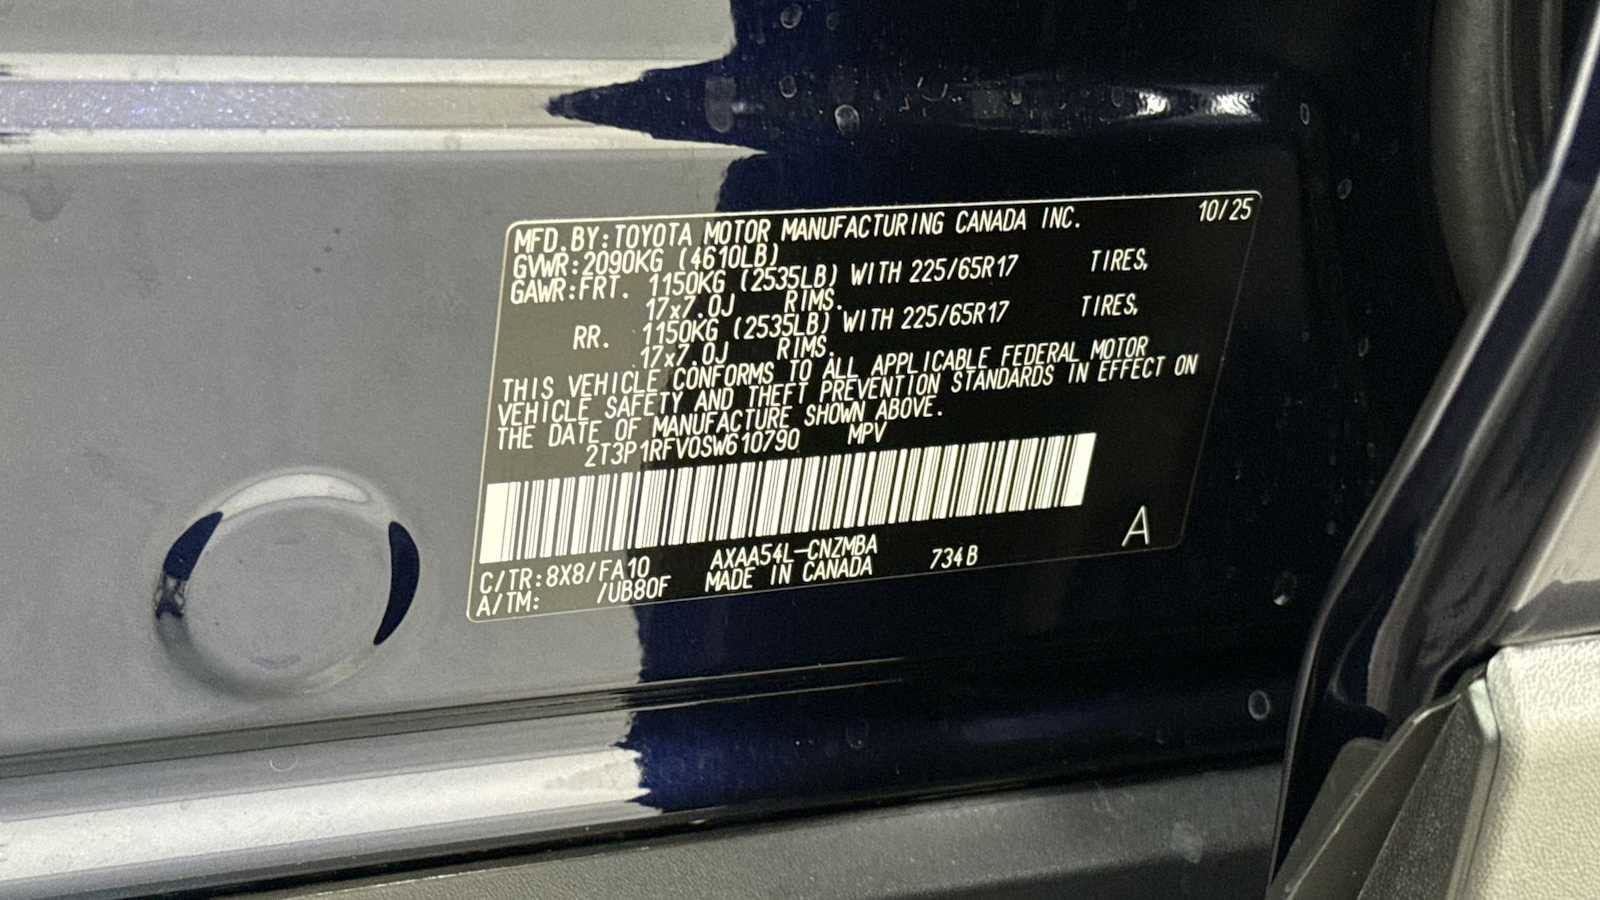 MFD.BY:TOYOTA MOTOR MANUFACTURING CANADA INC. 10/25
GVWR:2090KG (4610LB)
GAWR:FRT. 1150KG (2535LB) WITH 225/65R17 TIRES,
17x7.0J RIMS.
RR. 1150KG (2535LB) WITH 225/65R17 TIRES,
17x7.0J RIMS.
THIS VEHICLE CONFORMS TO ALL APPLICABLE FEDERAL MOTOR
VEHICLE SAFETY AND THEFT PREVENTION STANDARDS IN EFFECT ON
THE DATE OF MANUFACTURE SHOWN ABOVE.
2T3P1RFV0SW610790 MPV
C/TR:8X8/FA10 AXAA54L-CNZMBA 734B A
A/TM: /UB80F MADE IN CANADA